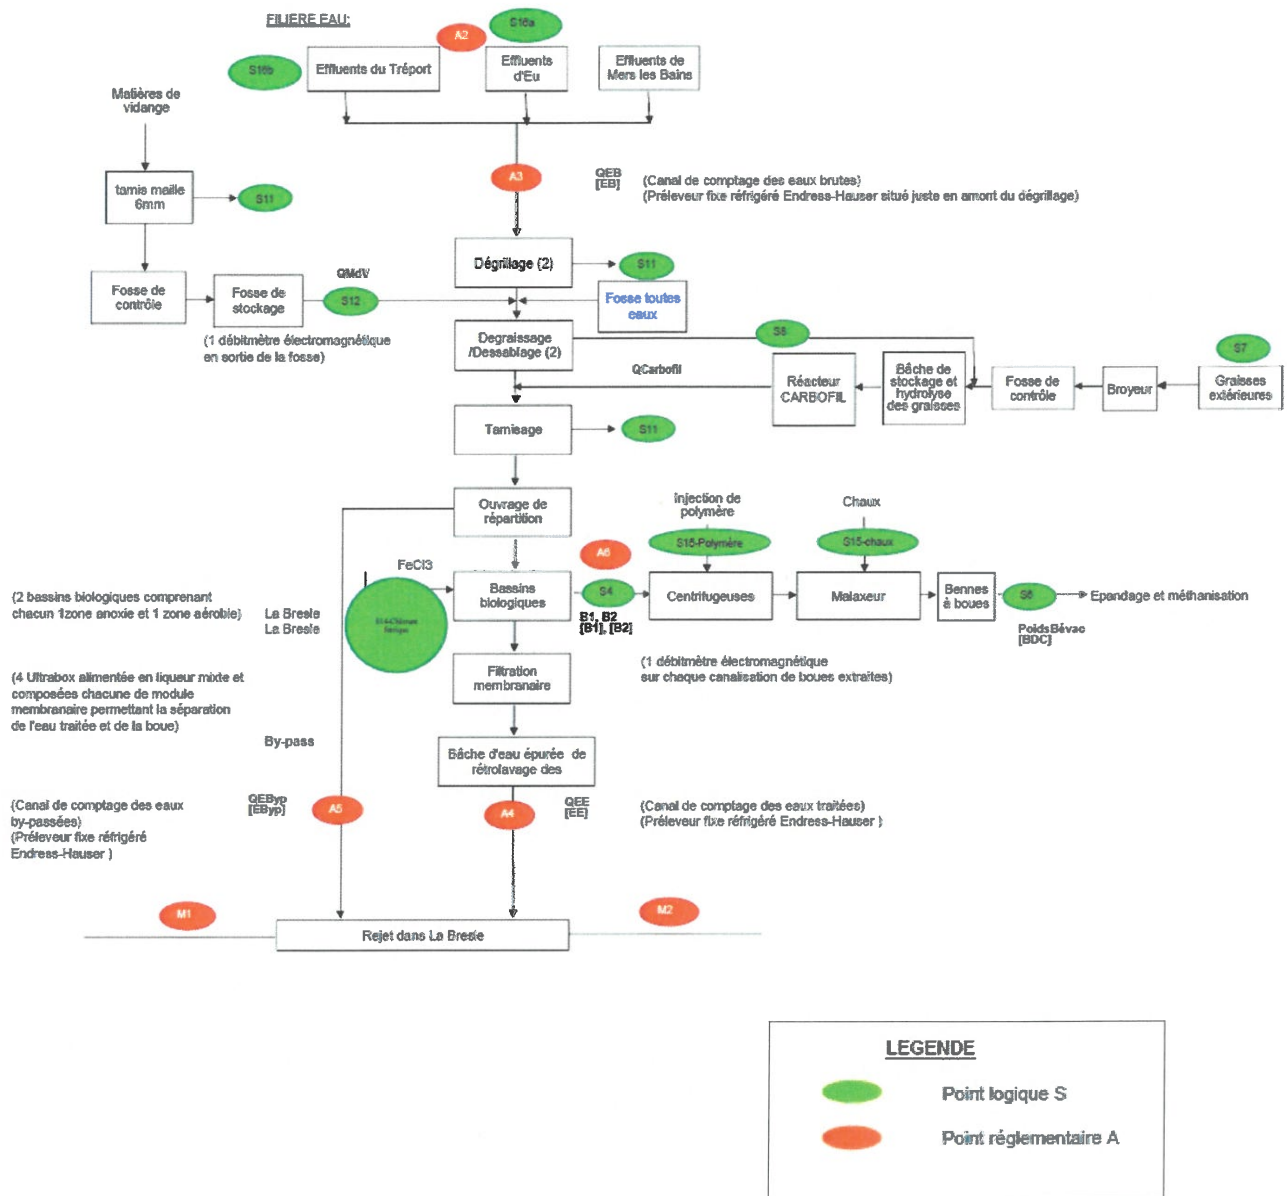 FILIERE EAU:
S16a
A2
S16b
Effluents du Tréport
Effluents
d'Eu
Effluents de
Mers les Bains
Matières de
vidange
tamis maille
6mm
S11
A3
QEB
[EB]
(Canal de comptage des eaux brutes)
(Préleveur fixe réfrigéré Endress-Hauser situé juste en amont du dégrillage)
Dégrillage (2)
S11
Fosse de
contrôle
Fosse de
stockage
QMdV
S12
Fosse toutes
eaux
(1 débitmètre électromagnétique
en sortie de la fosse)
Degraissage
/Dessablage (2)
S8
S7
QCarbofil
Réacteur
CARBOFIL
Bâche de
stockage et
hydrolyse
des graisses
Fosse de
contrôle
Broyeur
Graisses
extérieures
Tamisage
S11
Ouvrage de
répartition
Injection de
polymère
Chaux
S15-Polymère
S15-chaux
A6
FeCl3
(2 bassins biologiques comprenant
chacun 1zone anoxie et 1 zone aérobie)
La Bresle
La Bresle
S14-Chlorure
ferrique
Bassins
biologiques
S4
B1, B2
[B1], [B2]
Centrifugeuses
Malaxeur
Bennes
à boues
S6
Epandage et méthanisation
PoidsBévac
[BDC]
(1 débitmètre électromagnétique
sur chaque canalisation de boues extraites)
Filtration
membranaire
(4 Ultrabox alimentée en liqueur mixte et
composées chacune de module
membranaire permettant la séparation
de l'eau traitée et de la boue)
By-pass
Bâche d'eau épurée de
rétrolavage des
(Canal de comptage des eaux
by-passées)
(Préleveur fixe réfrigéré
Endress-Hauser )
QEByp
[EByp]
A5
A4
QEE
[EE]
(Canal de comptage des eaux traitées)
(Préleveur fixe réfrigéré Endress-Hauser )
M1
M2
Rejet dans La Bresle
LEGENDE
Point logique S
Point réglementaire A